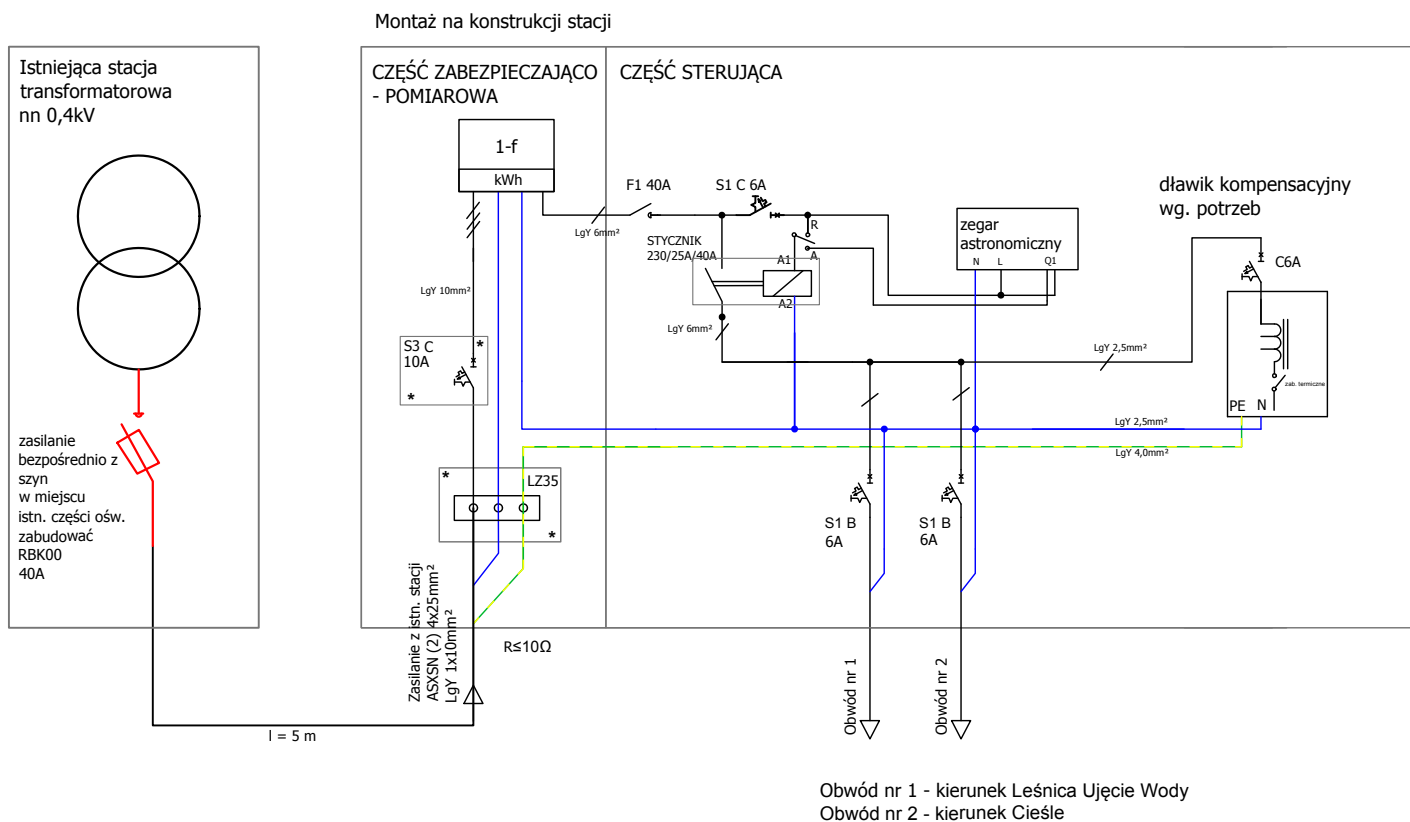 Montaż na konstrukcji stacji
Istniejąca stacja
transformatorowa
nn 0,4kV
CZĘŚĆ ZABEZPIECZAJĄCO
- POMIAROWA
CZĘŚĆ STERUJĄCA
1-f
kWh
F1 40A
S1 C 6A
LgY 6mm²
STYCZNIK
230/25A/40A
R
A
A1
A2
zegar
astronomiczny
N L Q1
dławik kompensacyjny
wg. potrzeb
C6A
LgY 10mm²
LgY 6mm²
LgY 2,5mm²
S3 C
10A
*
*
zab. termiczne
PE N
LgY 2,5mm²
LgY 4,0mm²
zasilanie
bezpośrednio z
szyn
w miejscu
istn. części ośw.
zabudować
RBK00
40A
*
LZ35
*
S1 B
6A
S1 B
6A
Zasilanie z istn. stacji
ASXSN (2) 4x25mm²
LgY 1x10mm²
R≤10Ω
Obwód nr 1
Obwód nr 2
l = 5 m
Obwód nr 1 - kierunek Leśnica Ujęcie Wody
Obwód nr 2 - kierunek Cieśle